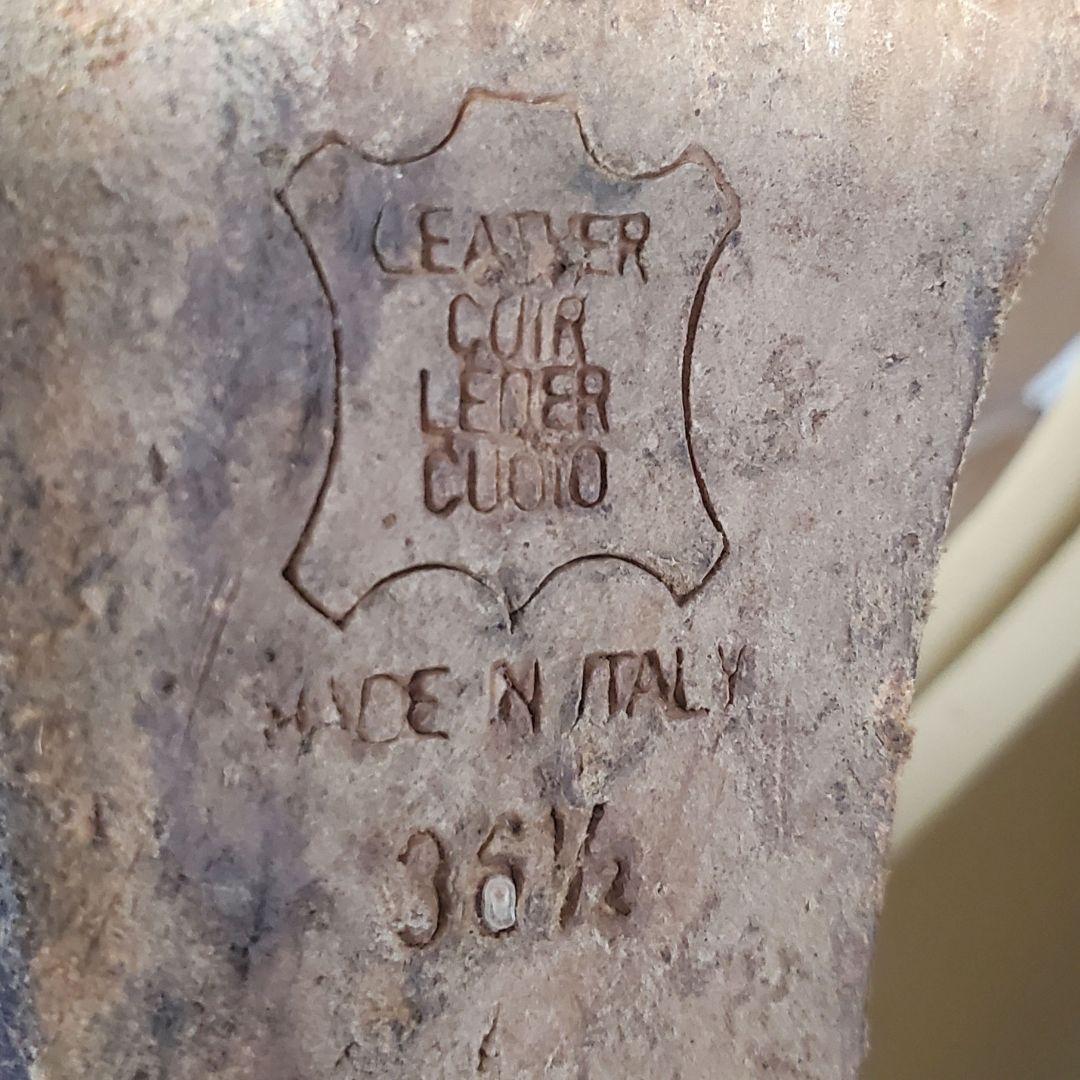 LEATHER
CUIR
LEDER
CUOIO
MADE IN ITALY
36½